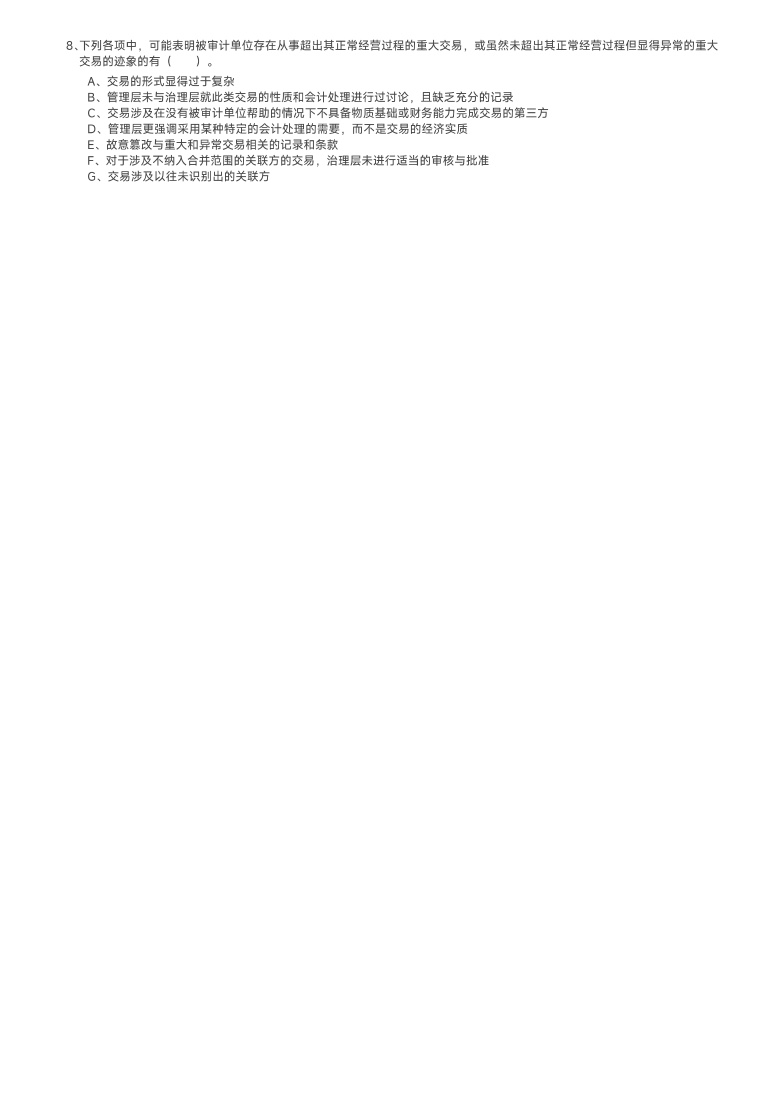 8、下列各项中，可能表明被审计单位存在从事超出其正常经营过程的重大交易，或虽然未超出其正常经营过程但显得异常的重大
交易的迹象的有（　　）。
A、交易的形式显得过于复杂
B、管理层未与治理层就此类交易的性质和会计处理进行过讨论，且缺乏充分的记录
C、交易涉及在没有被审计单位帮助的情况下不具备物质基础或财务能力完成交易的第三方
D、管理层更强调采用某种特定的会计处理的需要，而不是交易的经济实质
E、故意篡改与重大和异常交易相关的记录和条款
F、对于涉及不纳入合并范围的关联方的交易，治理层未进行适当的审核与批准
G、交易涉及以往未识别出的关联方